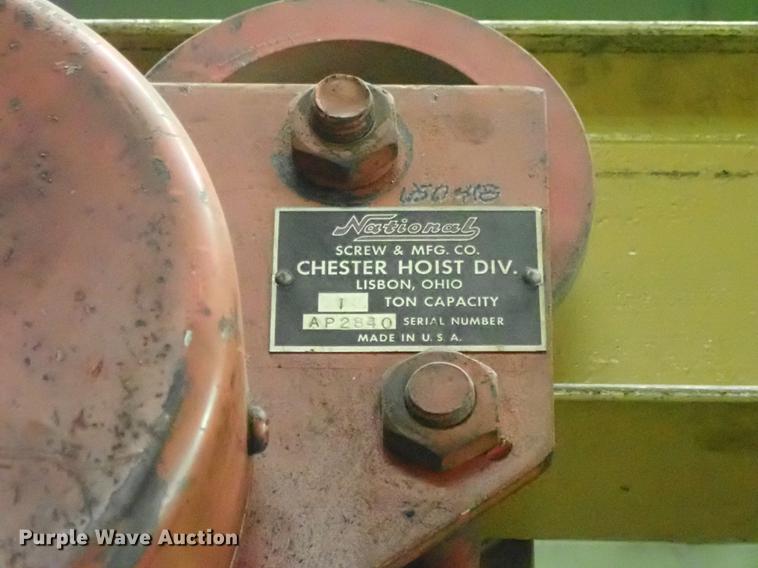 National
SCREW & MFG. CO.
CHESTER HOIST DIV.
LISBON, OHIO
1 TON CAPACITY
AP2840 SERIAL NUMBER
MADE IN U.S.A.
Purple Wave Auction